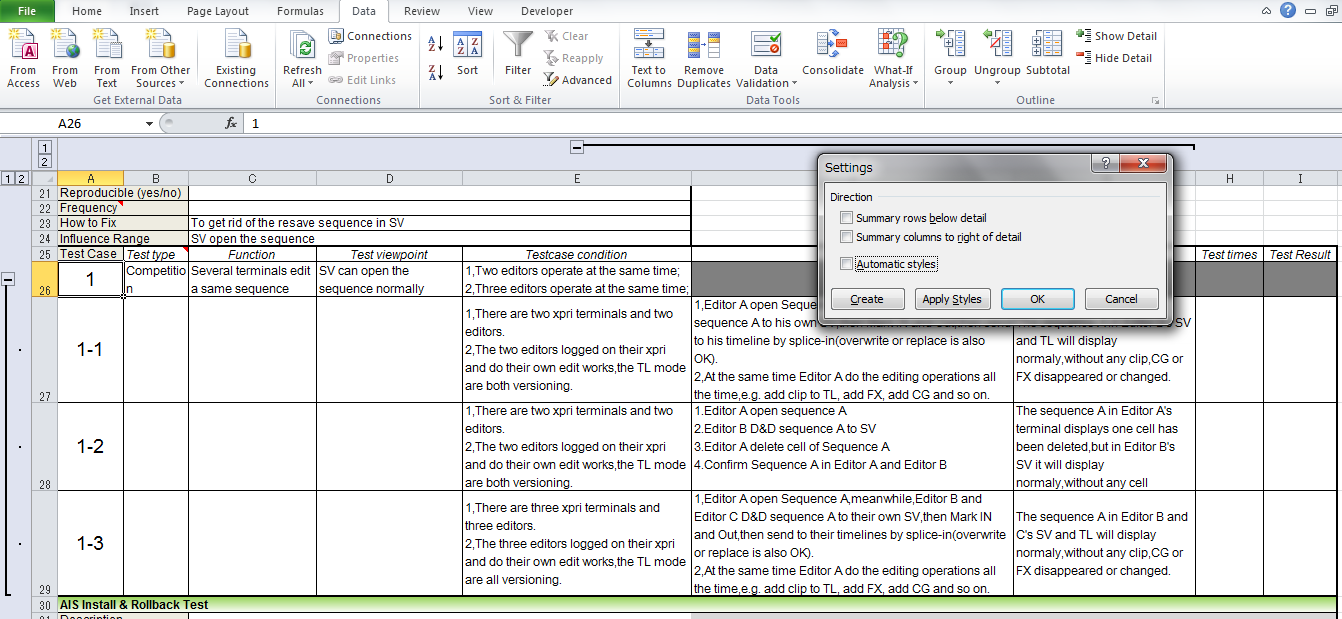 File Home Insert Page Layout Formulas Data Review View Developer
From Access
From Web
From Text
From Other Sources
Existing Connections
Get External Data
Refresh All
Connections
Properties
Edit Links
Connections
Sort
Filter
Clear
Reapply
Advanced
Sort & Filter
Text to Columns
Remove Duplicates
Data Validation
Consolidate
What-If Analysis
Data Tools
Group
Ungroup
Subtotal
Show Detail
Hide Detail
Outline
A26 fx 1
1
2
1 2 A B C D E H I
21 Reproducible (yes/no)
22 Frequency
23 How to Fix To get rid of the resave sequence in SV
24 Influence Range SV open the sequence
25 Test Case Test type Function Test viewpoint Testcase condition Test times Test Result
26 1
Competitio
n
Several terminals edit
a same sequence
SV can open the
sequence normally
1,Two editors operate at the same time;
2,Three editors operate at the same time;
27 1-1
1,There are two xpri terminals and two
editors.
2,The two editors logged on their xpri
and do their own edit works,the TL mode
are both versioning.
1,Editor A open Seque
sequence A to his own
to his timeline by splice-in(overwrite or replace is also
OK).
2,At the same time Editor A do the editing operations all
the time,e.g. add clip to TL, add FX, add CG and so on.
SV
and TL will display
normaly,without any clip,CG or
FX disappeared or changed.
28 1-2
1,There are two xpri terminals and two
editors.
2,The two editors logged on their xpri
and do their own edit works,the TL mode
are both versioning.
1.Editor A open sequence A
2.Editor B D&D sequence A to SV
3.Editor A delete cell of Sequence A
4.Confirm Sequence A in Editor A and Editor B
The sequence A in Editor A's
terminal displays one cell has
been deleted,but in Editor B's
SV it will display
normaly,without any cell
29 1-3
1,There are three xpri terminals and
three editors.
2,The three editors logged on their xpri
and do their own edit works,the TL mode
are all versioning.
1,Editor A open Sequence A,meanwhile,Editor B and
Editor C D&D sequence A to their own SV,then Mark IN
and Out,then send to their timelines by splice-in(overwrite
or replace is also OK).
2,At the same time Editor A do the editing operations all
the time,e.g. add clip to TL, add FX, add CG and so on.
The sequence A in Editor B and
C's SV and TL will display
normaly,without any clip,CG or
FX disappeared or changed.
30 AIS Install & Rollback Test
Settings
Direction
Summary rows below detail
Summary columns to right of detail
Automatic styles
Create Apply Styles OK Cancel